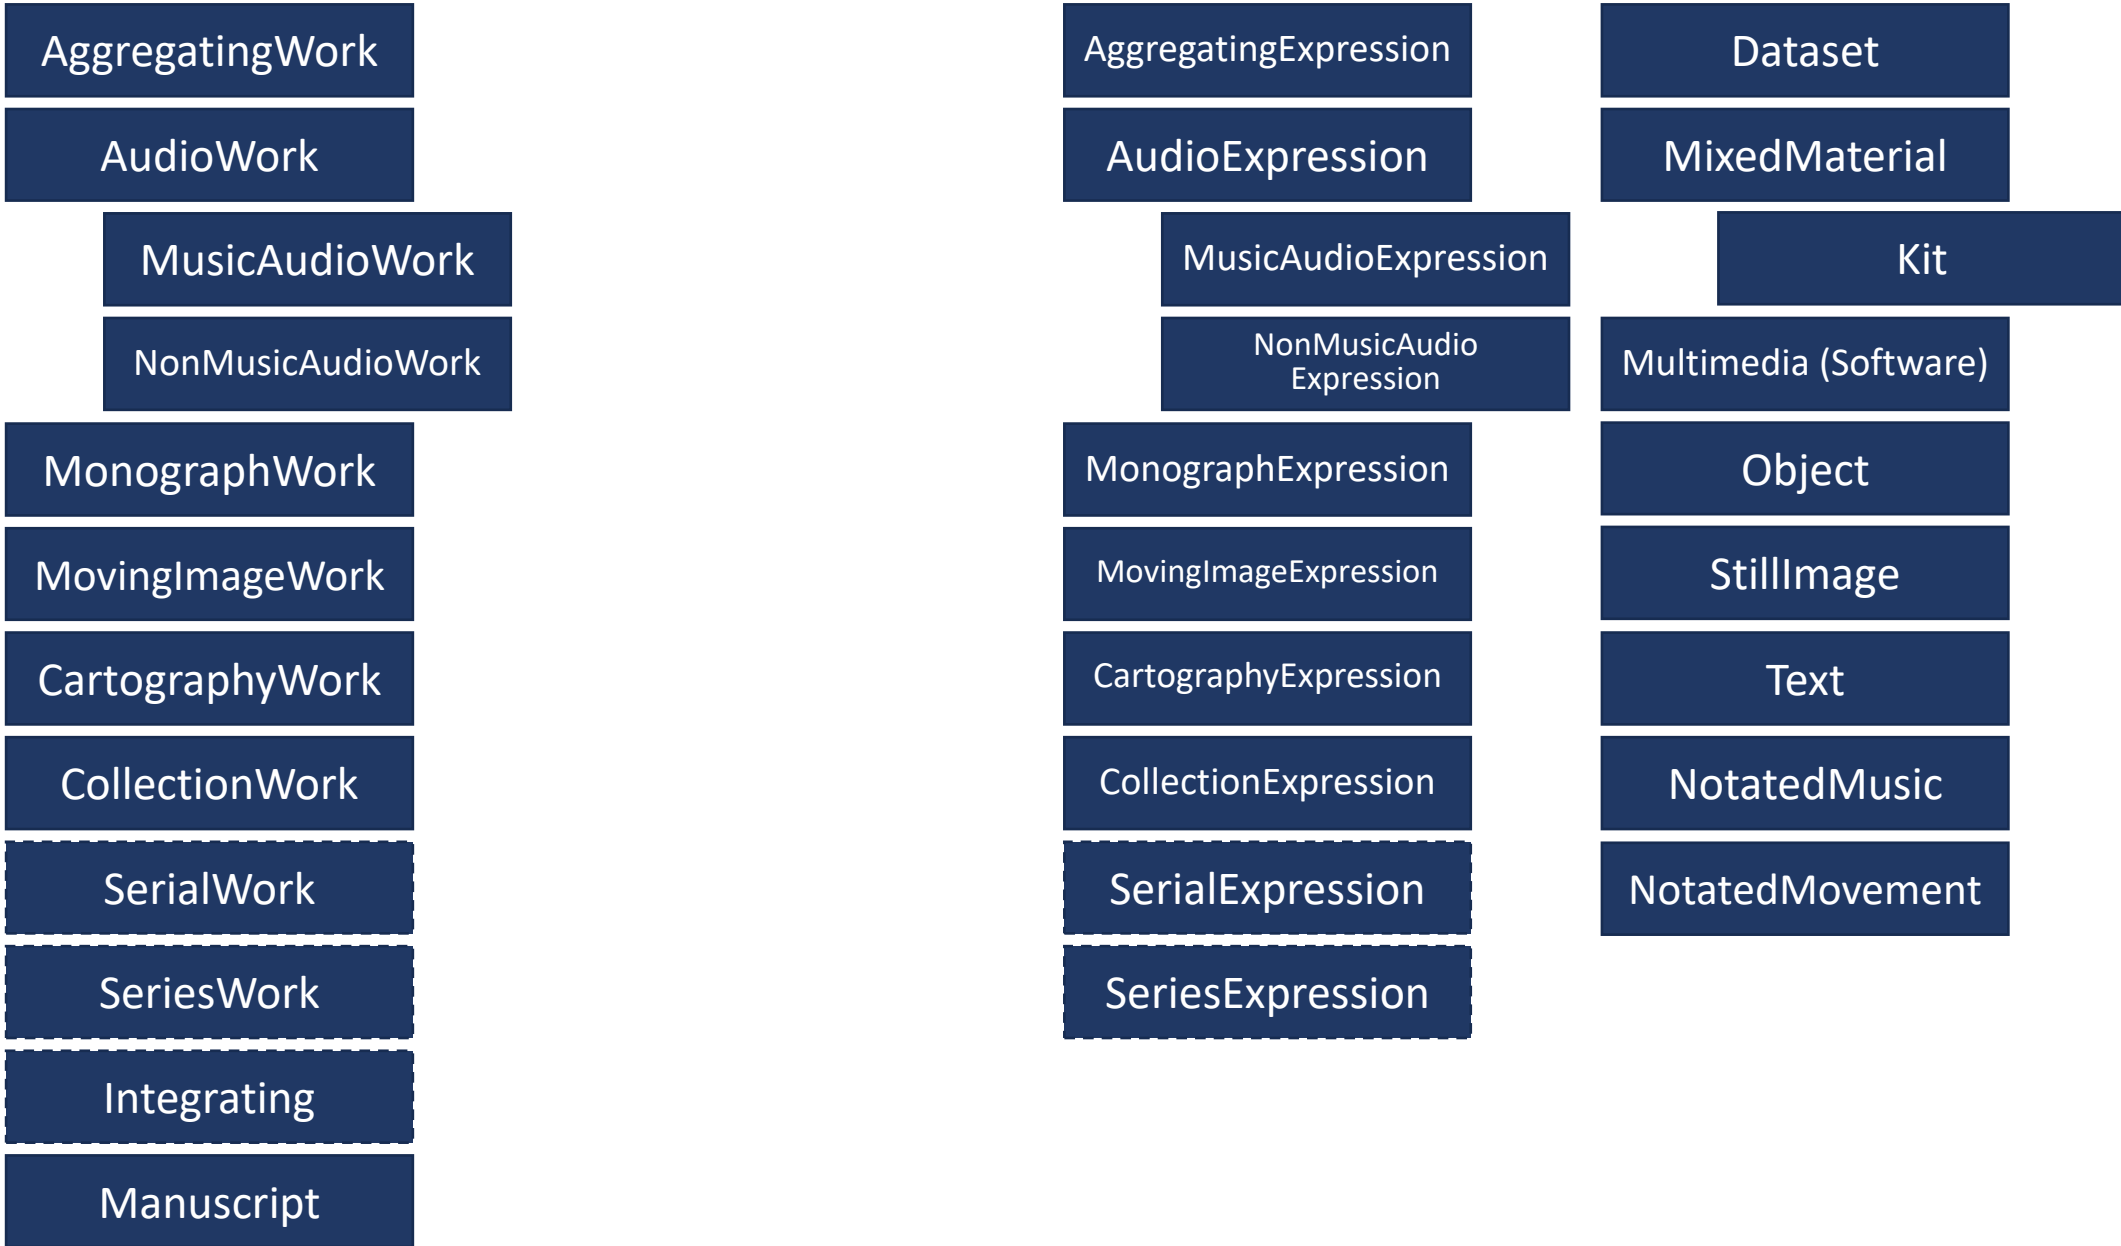 AggregatingWork
AudioWork
MusicAudioWork
NonMusicAudioWork
MonographWork
MovingImageWork
CartographyWork
CollectionWork
SerialWork
SeriesWork
Integrating
Manuscript
AggregatingExpression
AudioExpression
MusicAudioExpression
NonMusicAudio
Expression
MonographExpression
MovingImageExpression
CartographyExpression
CollectionExpression
SerialExpression
SeriesExpression
Dataset
MixedMaterial
Kit
Multimedia (Software)
Object
StillImage
Text
NotatedMusic
NotatedMovement